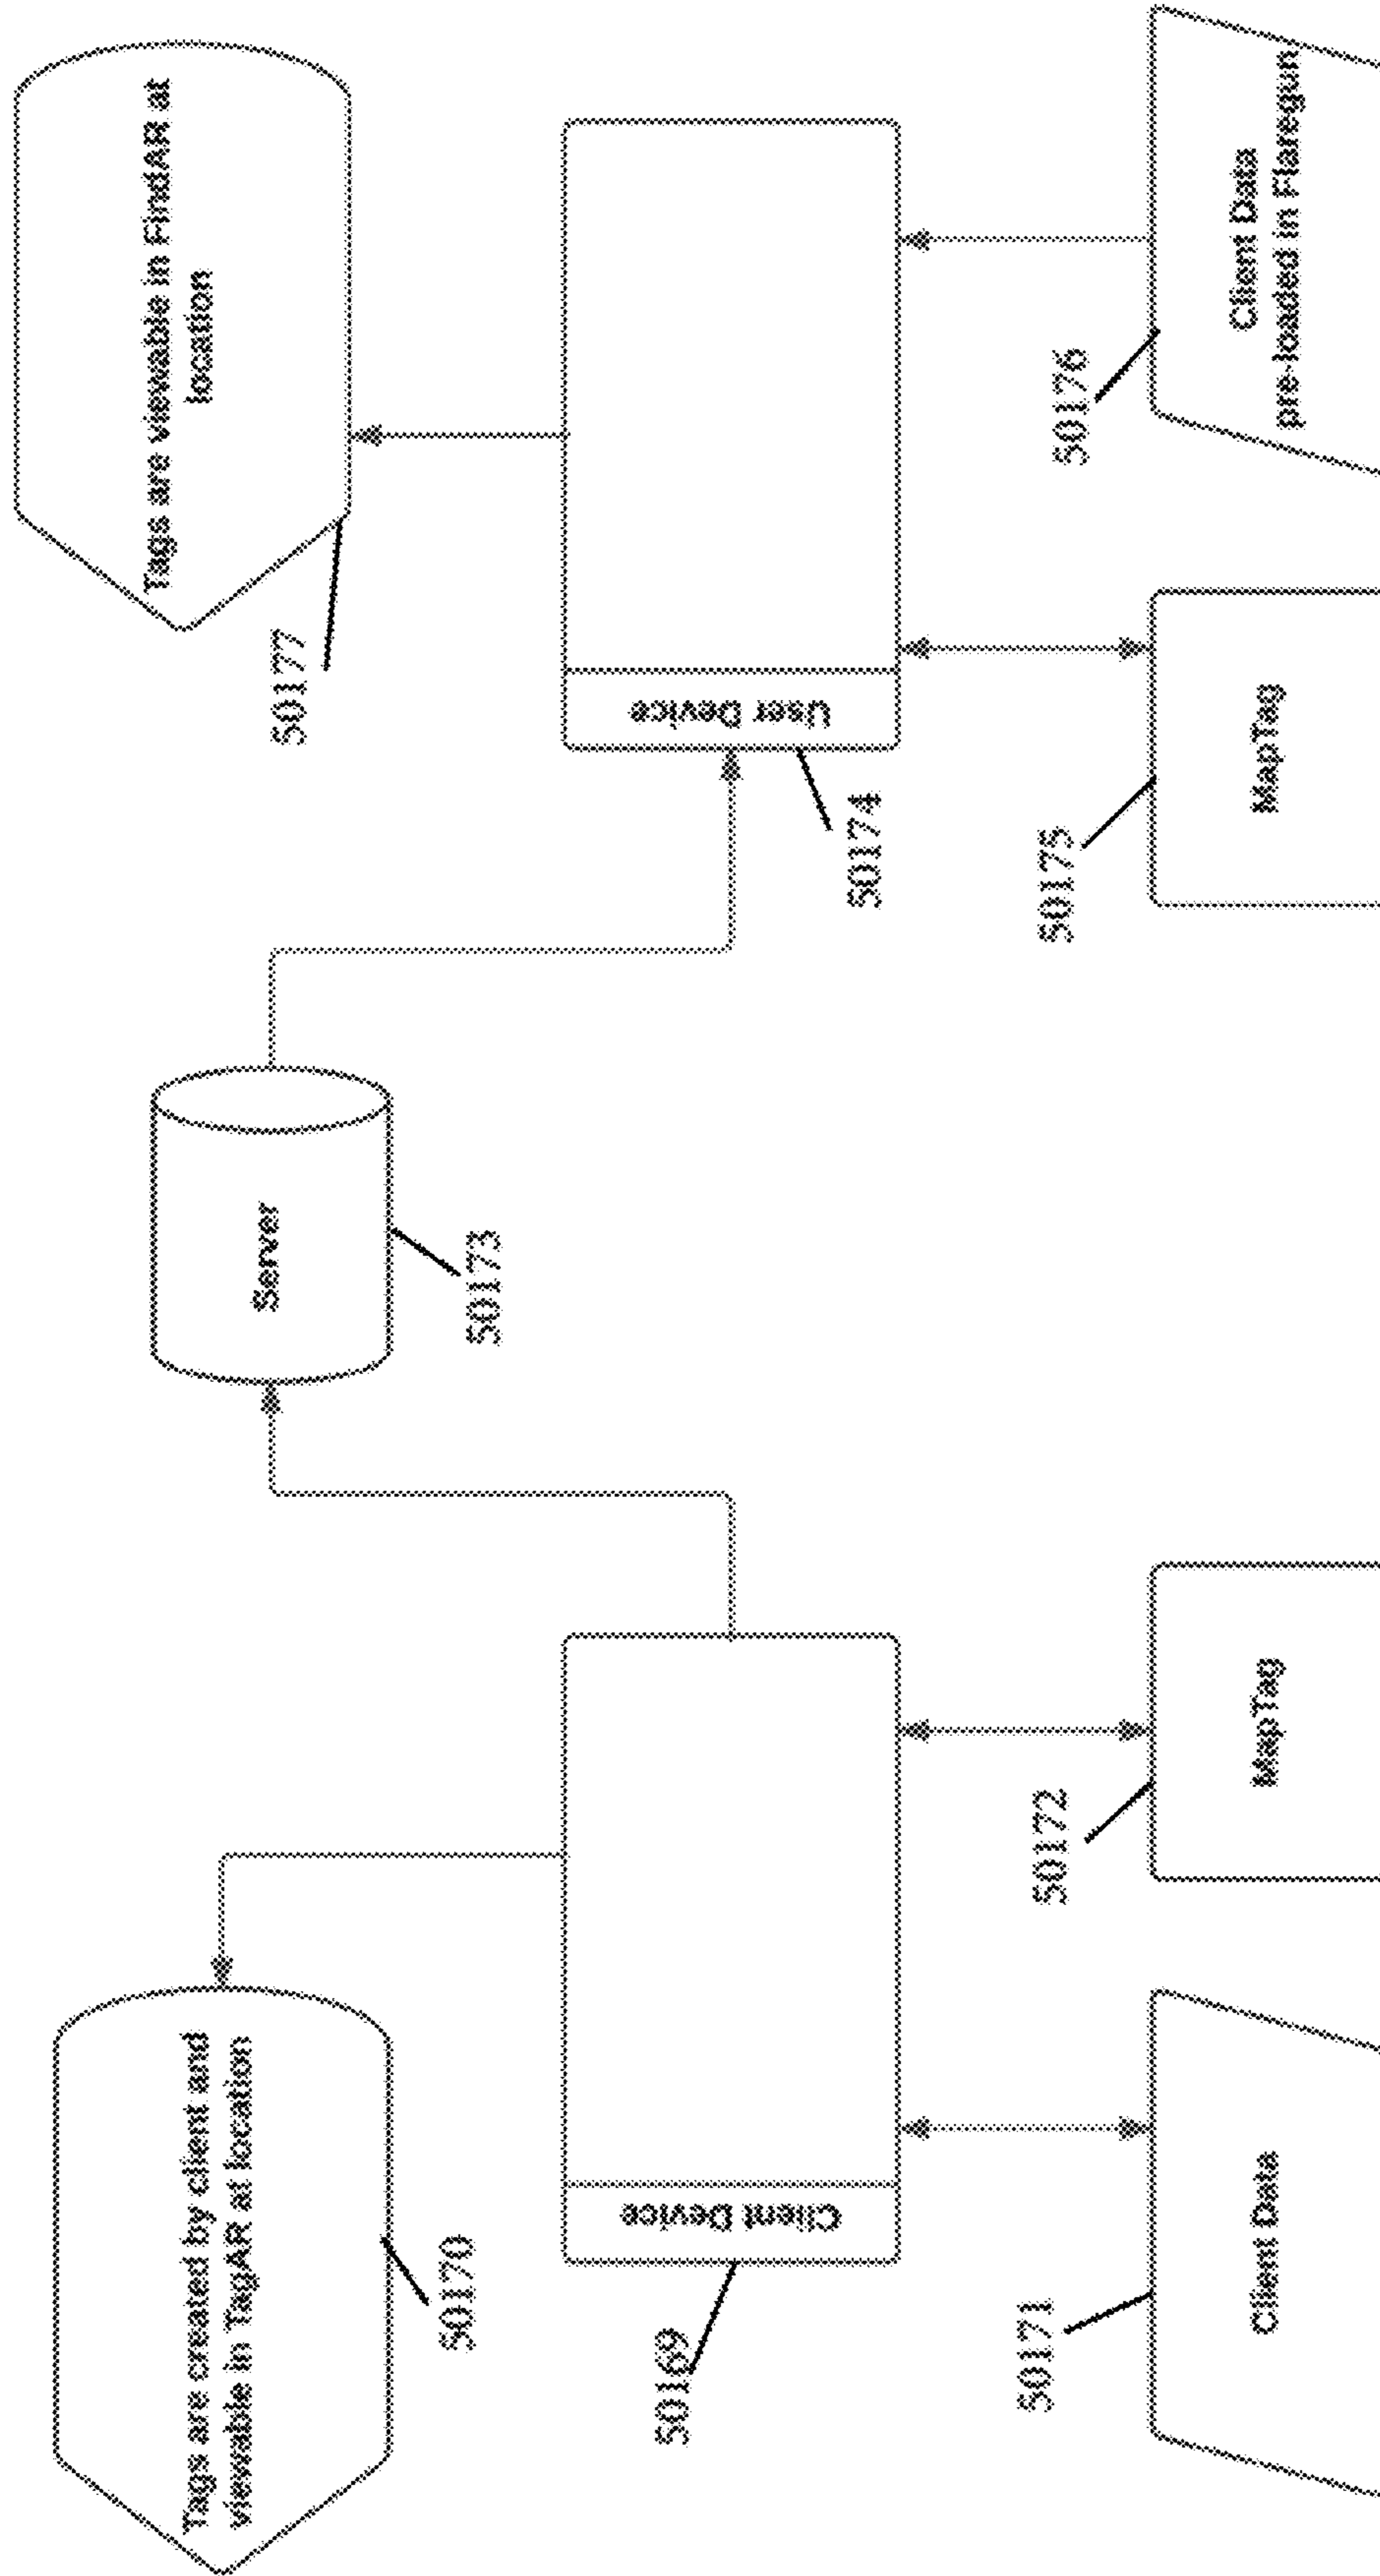 Tags are created by client and
viewable in TagAR at location
50170
Client Device
50169
Client Data
50171
MapTag
50172
Server
50173
Tags are viewable in FindAR at
location
50177
User Device
50174
MapTag
50175
Client Data
pre-loaded in Flaregun
50176